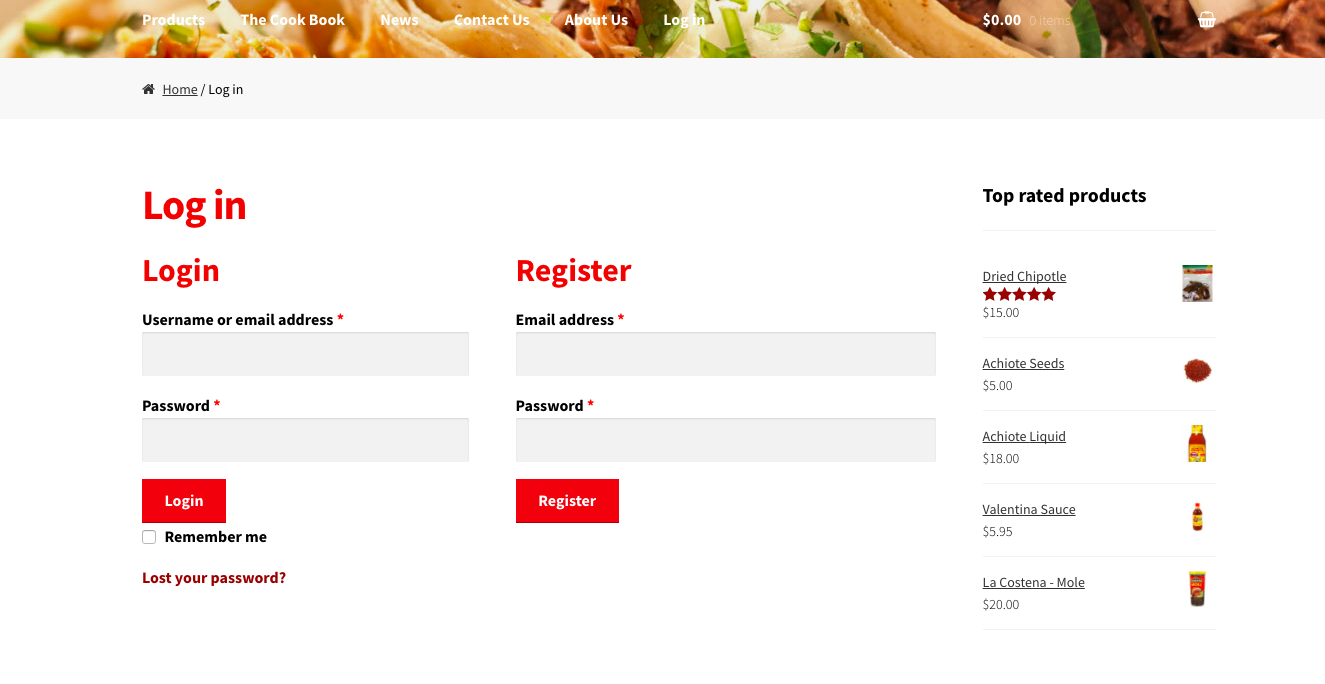 Products The Cook Book News Contact Us About Us Log in $0.00 0 items
Home / Log in
Log in
Login
Username or email address *
Password *
Login
Remember me
Lost your password?
Register
Email address *
Password *
Register
Top rated products
Dried Chipotle
$15.00
Achiote Seeds
$5.00
Achiote Liquid
$18.00
Valentina Sauce
$5.95
La Costena - Mole
$20.00